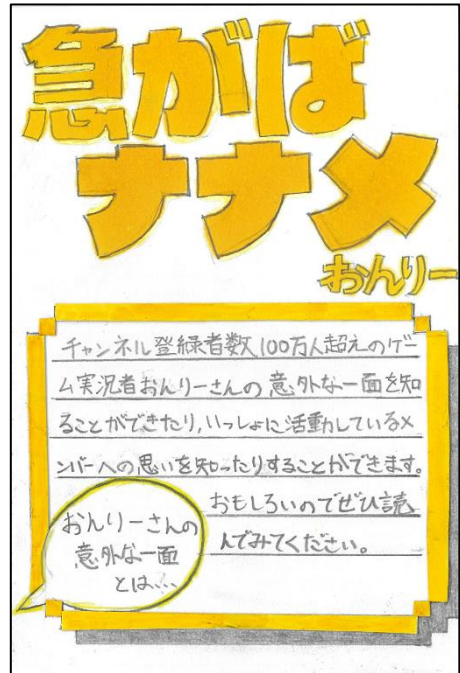 急がば
ナナメ
おんりー
チャンネル登録者数100万人超えのゲー
ム実況者おんりーさんの意外な一面を知
ることができたり,いっしょに活動しているメ
ンバーへの思いを知ったりすることができます。
おもしろいのでぜひ読
んでみてください。
おんりーさんの
意外な一面
とは...